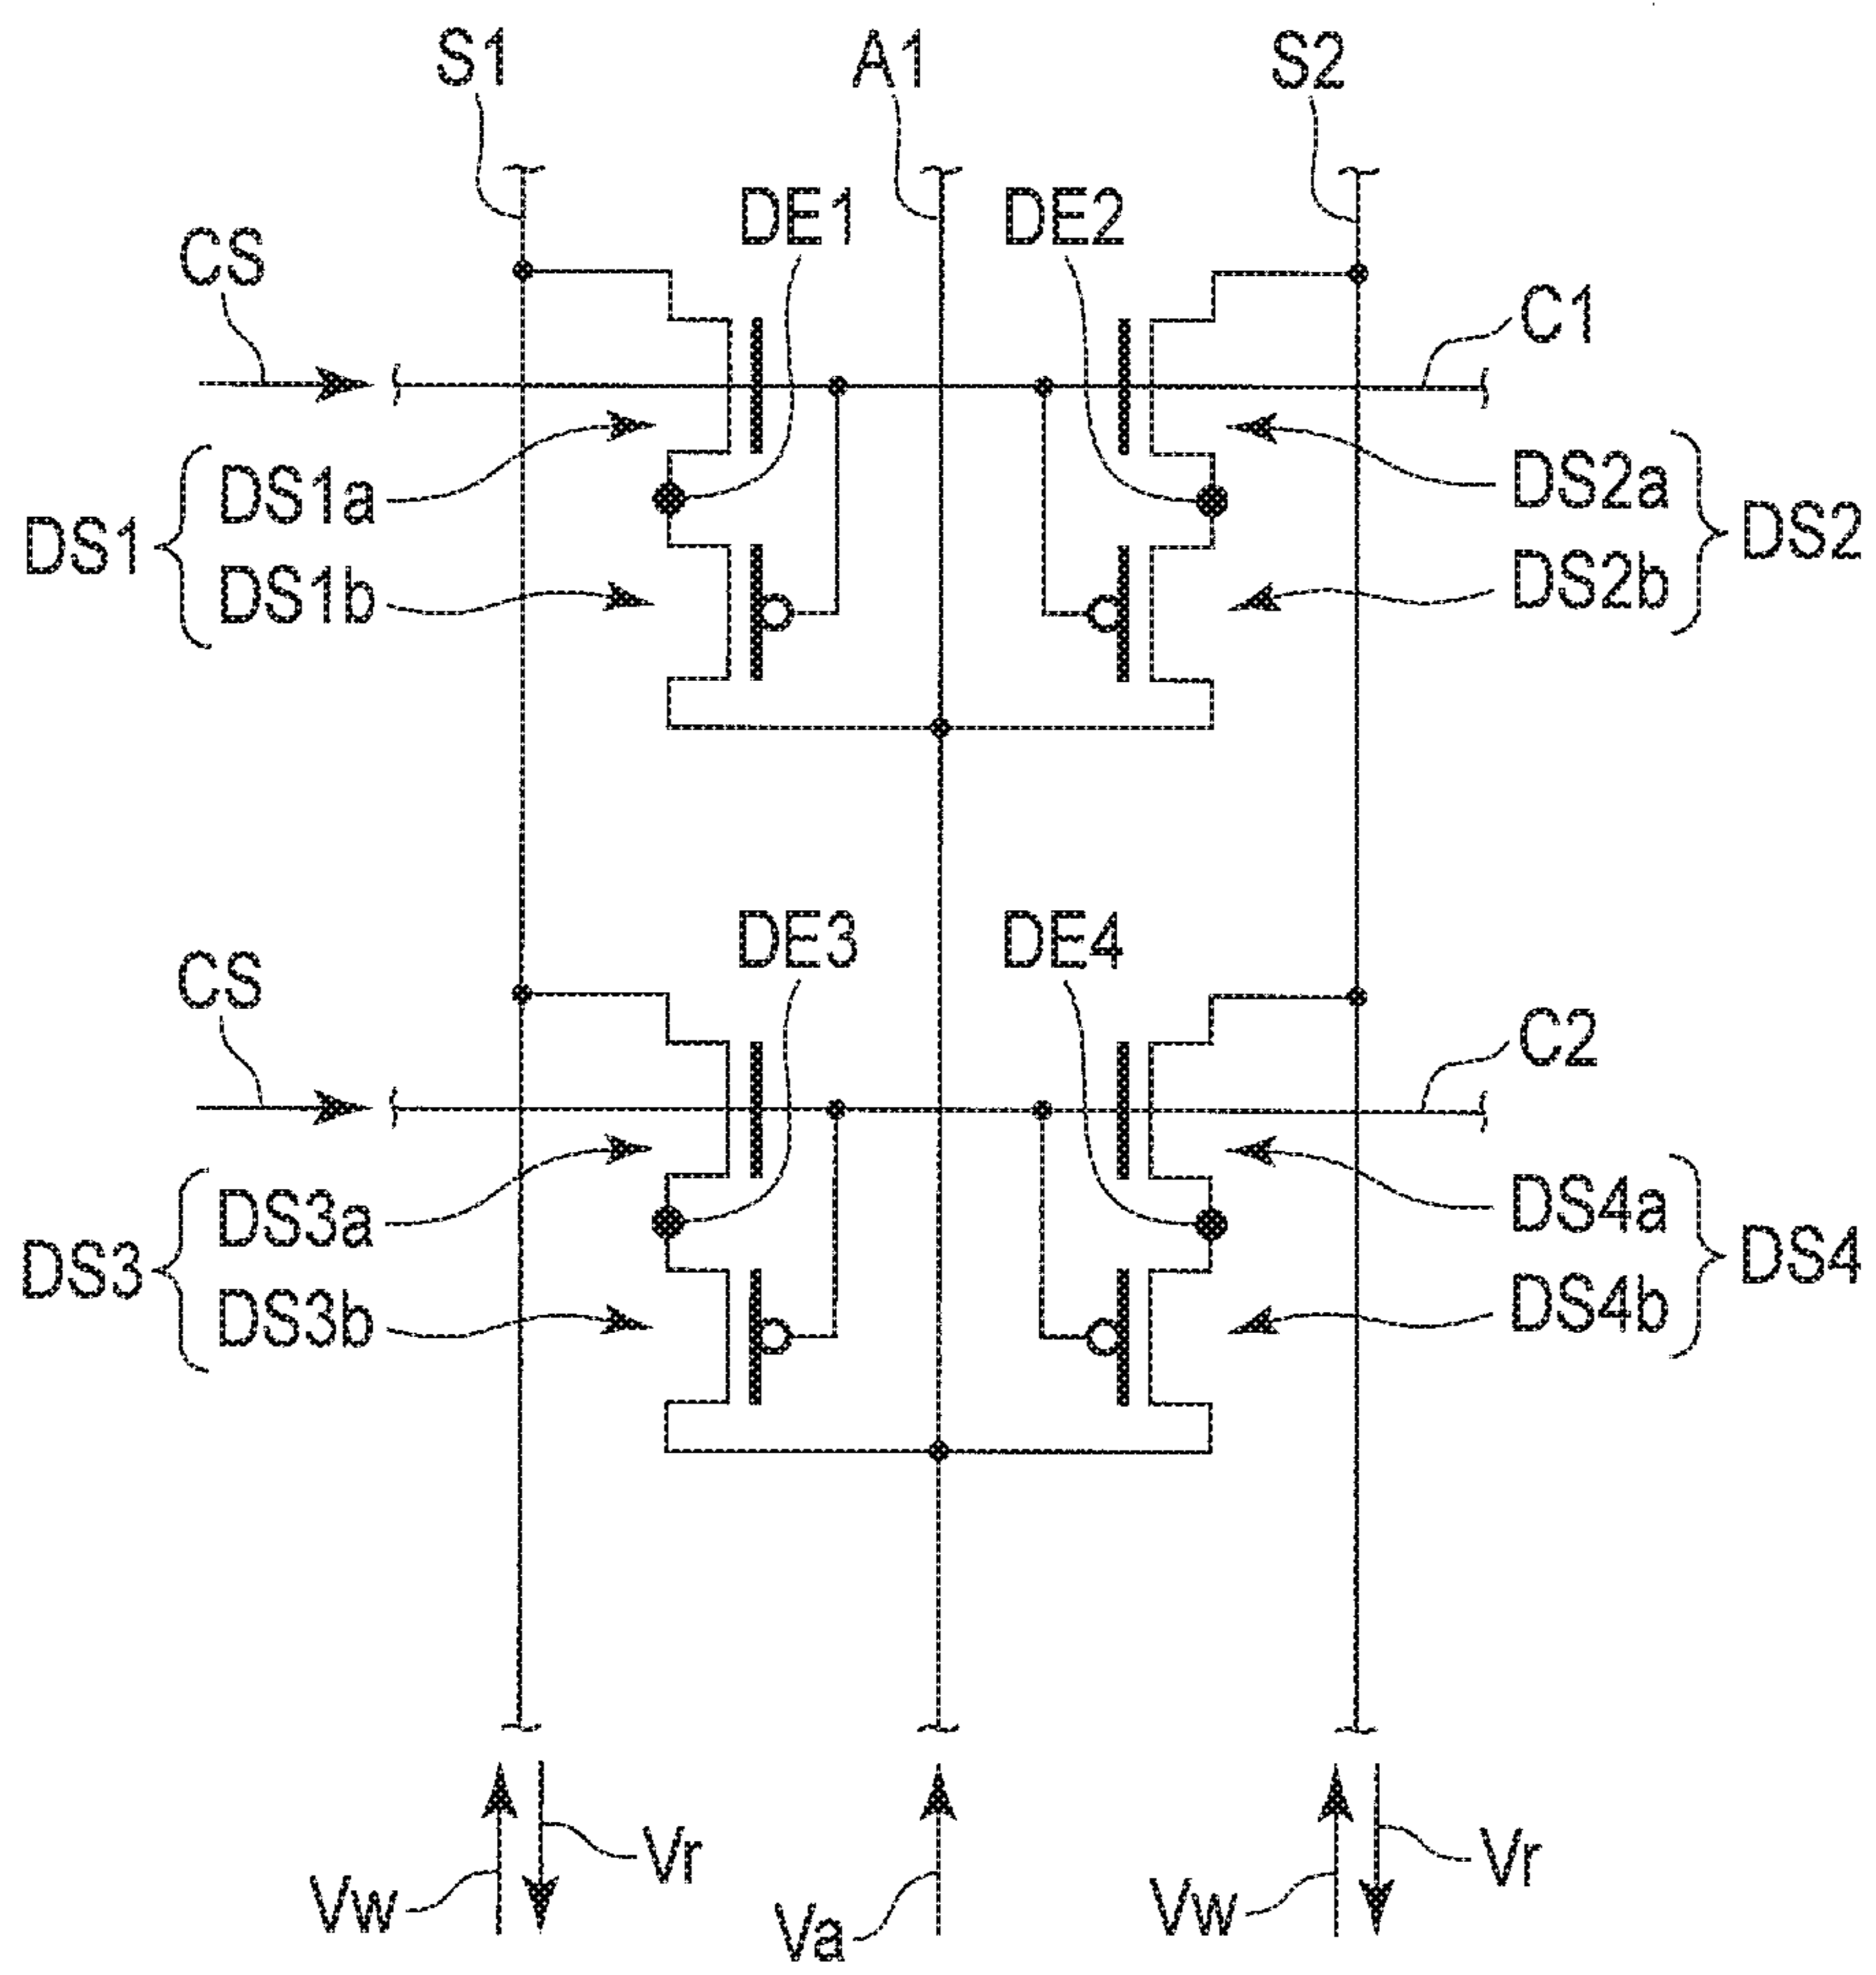 S1 A1 S2
DE1 DE2
CS
C1
DS1a DS2a
DS1 DS2
DS1b DS2b
DE3 DE4
CS
C2
DS3a DS4a
DS3 DS4
DS3b DS4b
Vr Vr
Vw Va Vw